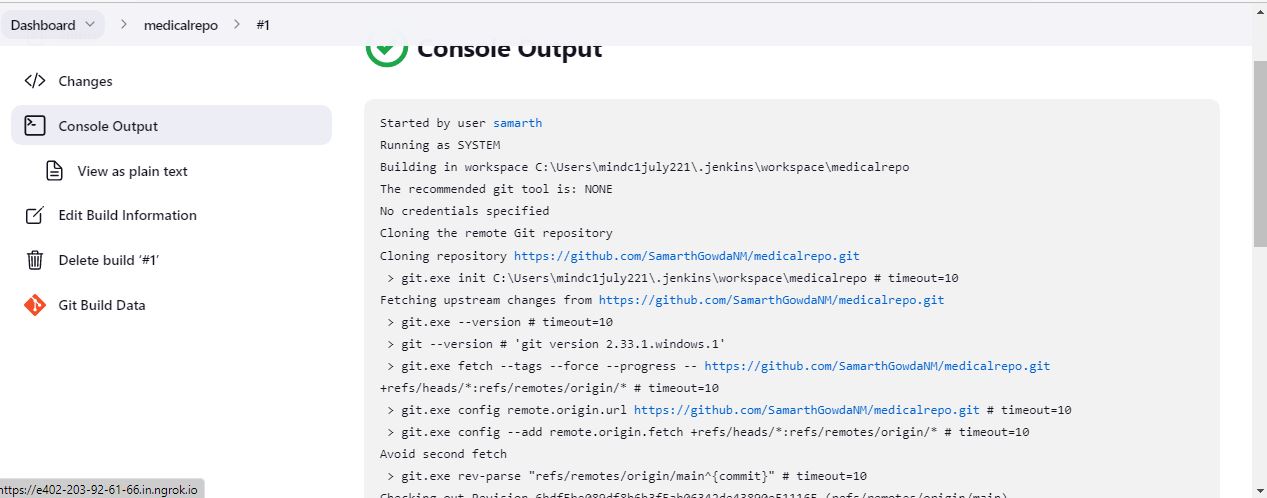 Dashboard
medicalrepo
#1
Changes
Console Output
View as plain text
Edit Build Information
Delete build ‘#1’
Git Build Data
Console Output
Started by user samarth
Running as SYSTEM
Building in workspace C:\Users\mindc1july221\.jenkins\workspace\medicalrepo
The recommended git tool is: NONE
No credentials specified
Cloning the remote Git repository
Cloning repository https://github.com/SamarthGowdaNM/medicalrepo.git
> git.exe init C:\Users\mindc1july221\.jenkins\workspace\medicalrepo # timeout=10
Fetching upstream changes from https://github.com/SamarthGowdaNM/medicalrepo.git
> git.exe --version # timeout=10
> git --version # 'git version 2.33.1.windows.1'
> git.exe fetch --tags --force --progress -- https://github.com/SamarthGowdaNM/medicalrepo.git
+refs/heads/*:refs/remotes/origin/* # timeout=10
> git.exe config remote.origin.url https://github.com/SamarthGowdaNM/medicalrepo.git # timeout=10
> git.exe config --add remote.origin.fetch +refs/heads/*:refs/remotes/origin/* # timeout=10
Avoid second fetch
> git.exe rev-parse "refs/remotes/origin/main^{commit}" # timeout=10
Checking out Revision (refs/remotes/origin/main)
https://e402-203-92-61-66.in.ngrok.io